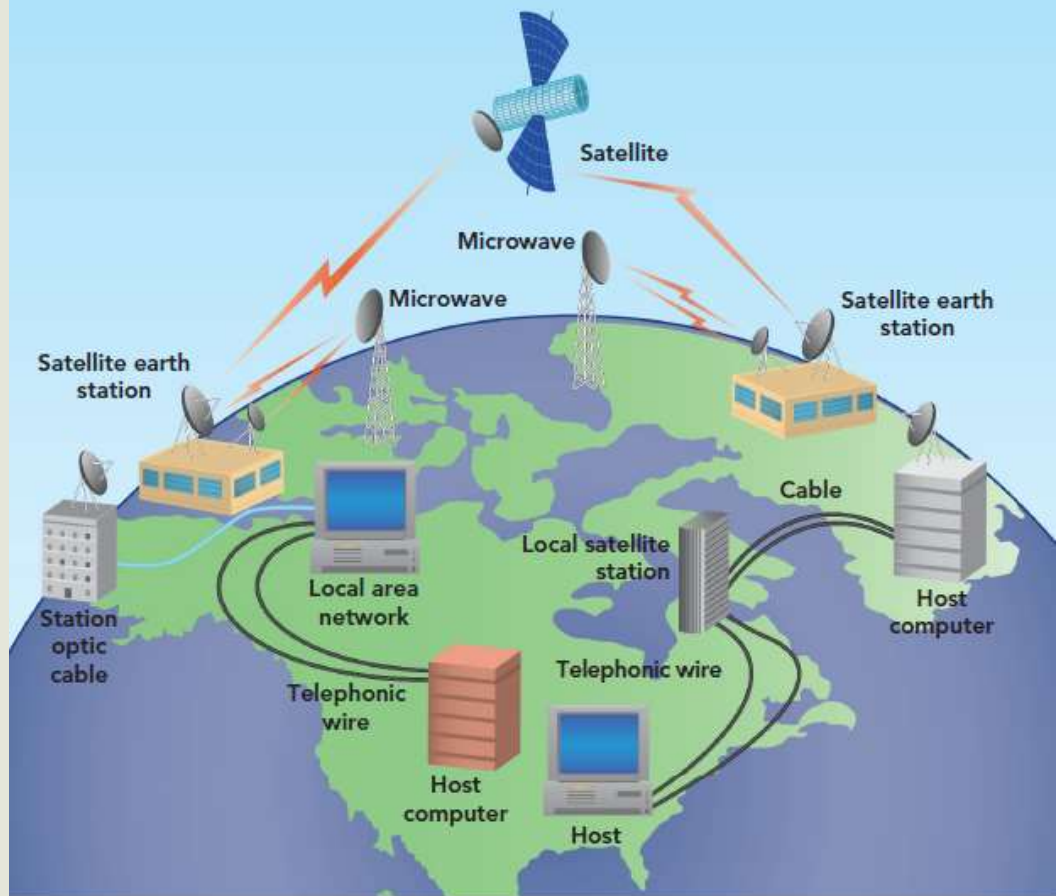 Satellite
Microwave
Microwave
Satellite earth
station
Satellite earth
station
Cable
Local satellite
station
Local area
network
Host
computer
Station
optic
cable
Telephonic wire
Telephonic
wire
Host
computer
Host